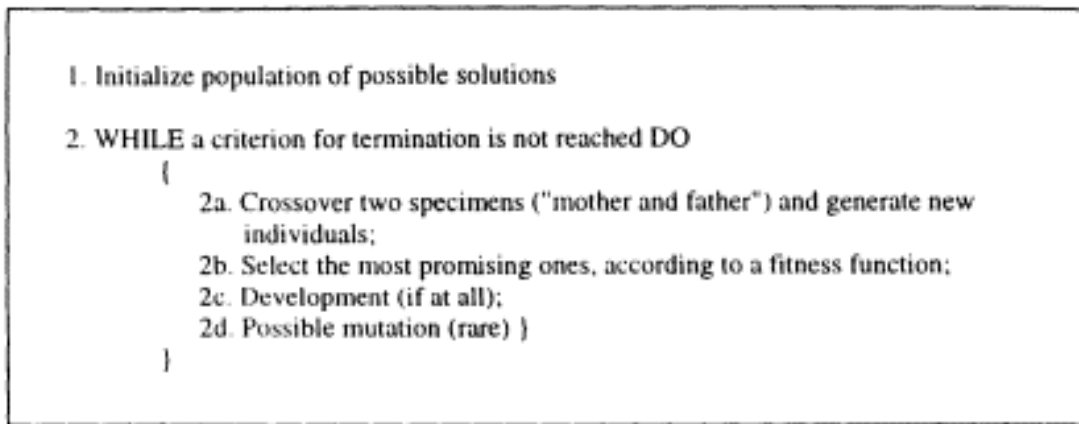 1. Initialize population of possible solutions
2. WHILE a criterion for termination is not reached DO
{
2a. Crossover two specimens ("mother and father") and generate new
individuals;
2b. Select the most promising ones, according to a fitness function;
2c. Development (if at all);
2d. Possible mutation (rare) }
}